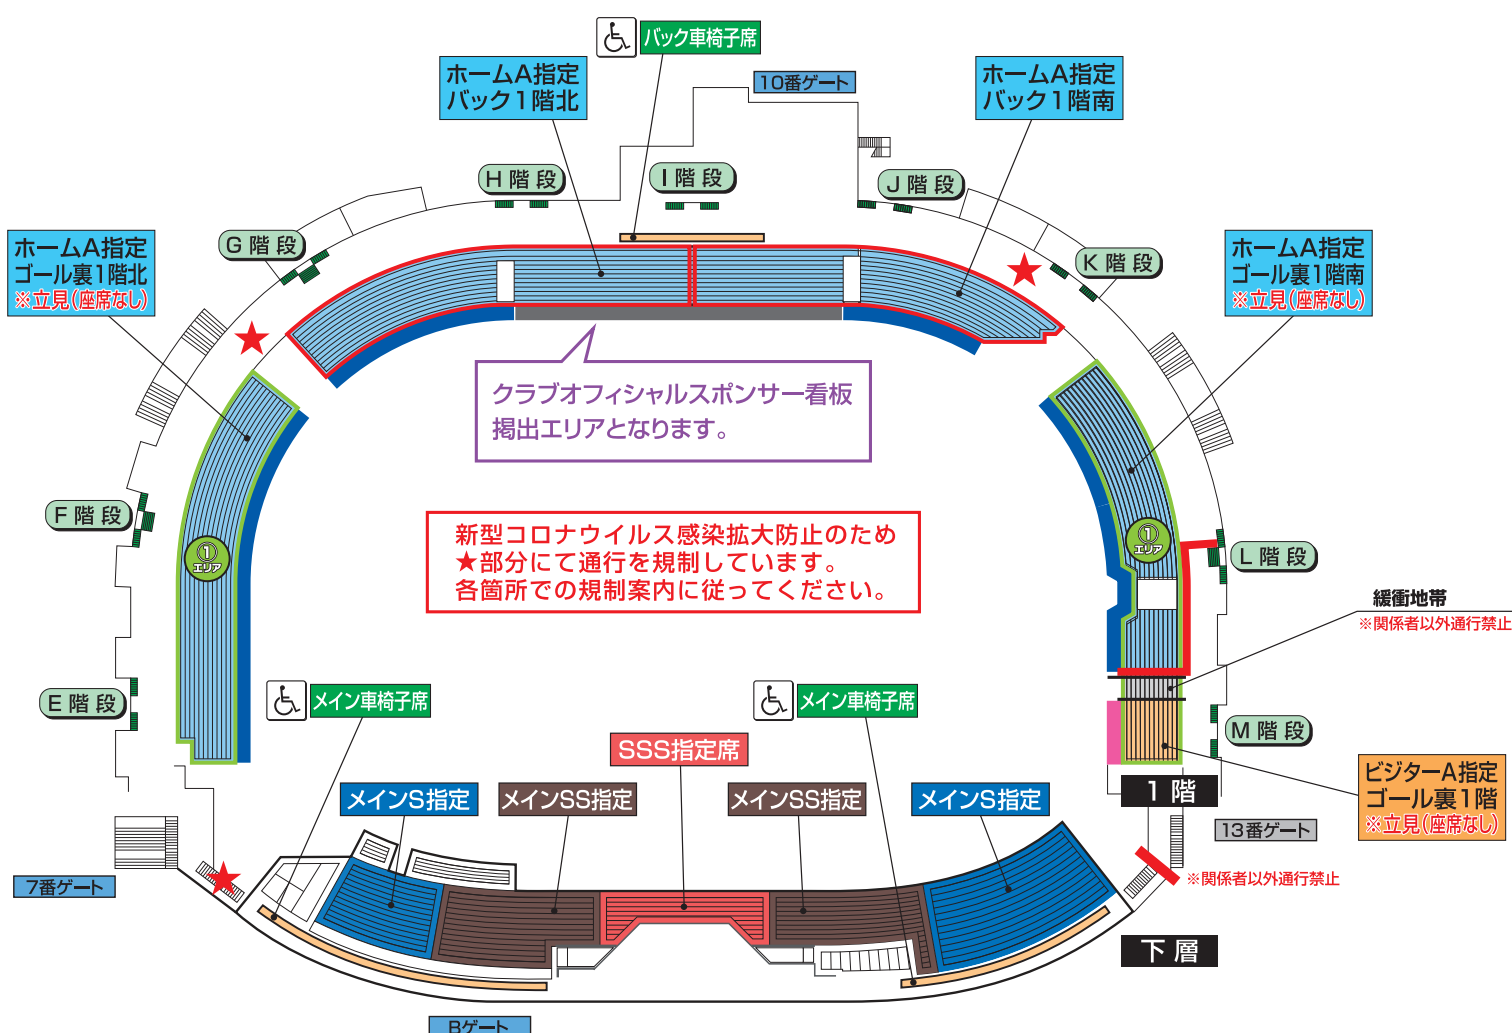 バック車椅子席
ホームA指定
バック1階北
10番ゲート
ホームA指定
バック1階南
H 階 段
I 階 段
J 階 段
G 階 段
K 階 段
ホームA指定
ゴール裏1階北
※立見(座席なし)
ホームA指定
ゴール裏1階南
※立見(座席なし)
クラブオフィシャルスポンサー看板
掲出エリアとなります。
F 階 段
新型コロナウイルス感染拡大防止のため
★部分にて通行を規制しています。
各箇所での規制案内に従ってください。
①
エリア
①
エリア
L 階 段
緩衝地帯
※関係者以外通行禁止
E 階 段
メイン車椅子席
メイン車椅子席
M 階 段
SSS指定席
メインS指定
メインSS指定
メインSS指定
メインS指定
1 階
ビジターA指定
ゴール裏1階
※立見(座席なし)
13番ゲート
7番ゲート
※関係者以外通行禁止
下 層
Bゲート